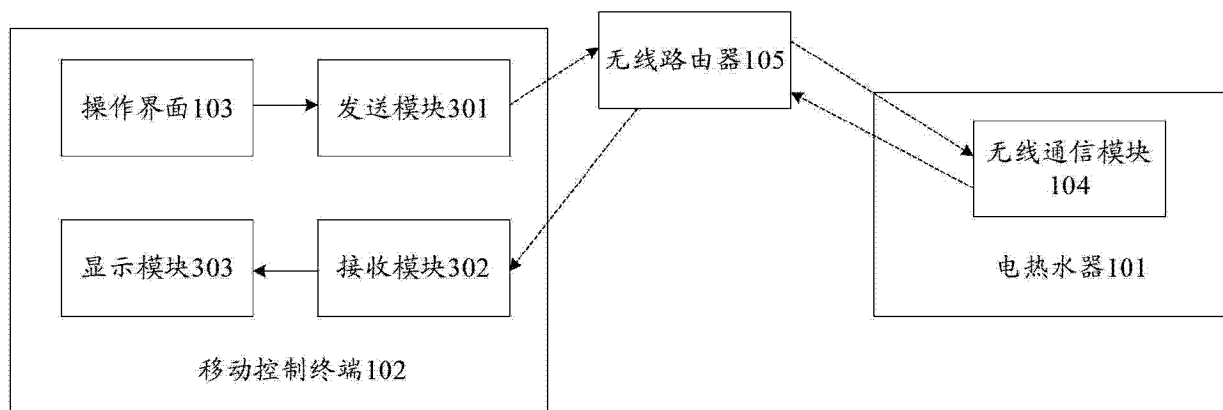 操作界面103
发送模块301
无线路由器105
无线通信模块
104
显示模块303
接收模块302
电热水器101
移动控制终端102